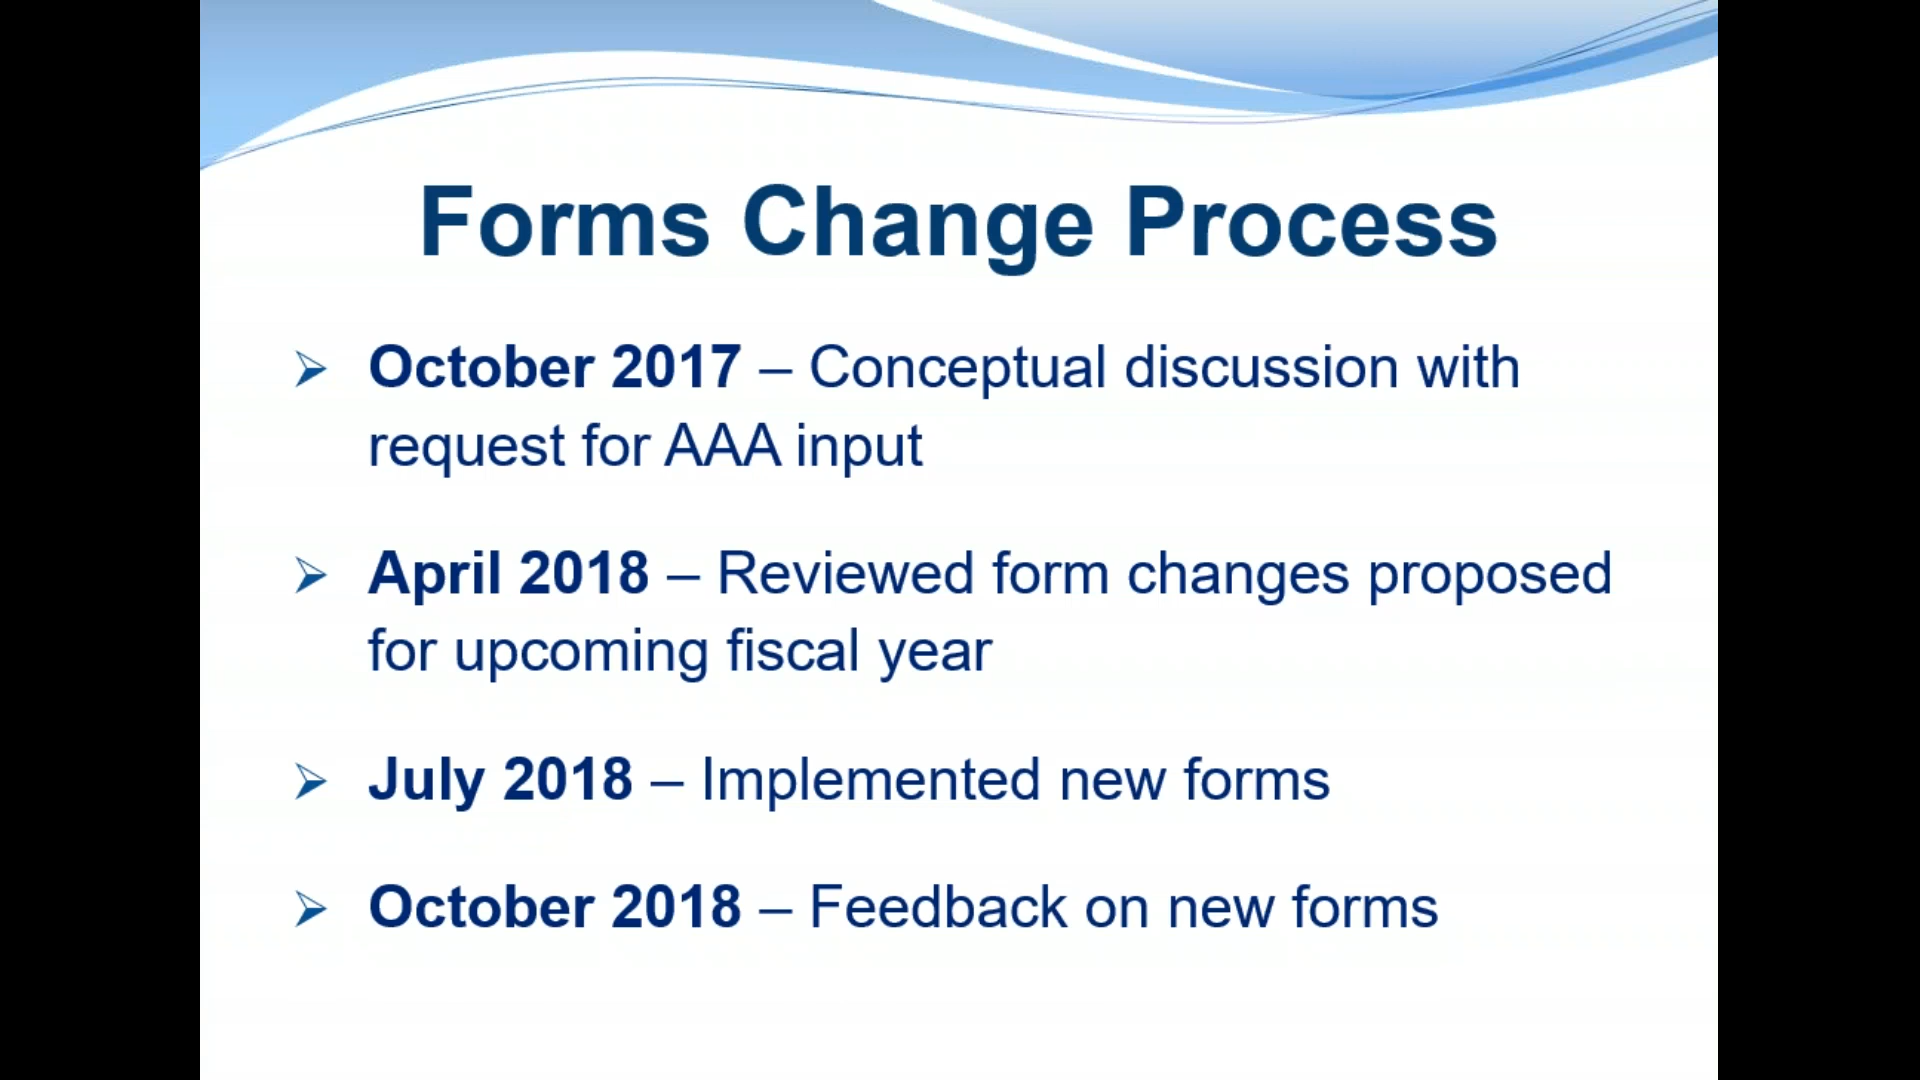 Forms Change Process
October 2017 – Conceptual discussion with
request for AAA input
April 2018 – Reviewed form changes proposed
for upcoming fiscal year
July 2018 – Implemented new forms
October 2018 – Feedback on new forms